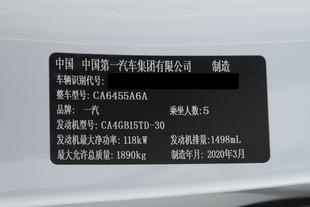 中国 中国第一汽车集团有限公司 制造
车辆识别代号:
整车型号: CA6455A6A
品牌: 一汽 乘坐人数: 5
发动机型号: CA4GB15TD-30
发动机最大净功率: 118kW 发动机排量: 1498mL
最大允许总质量: 1890kg 制造年月: 2020年3月